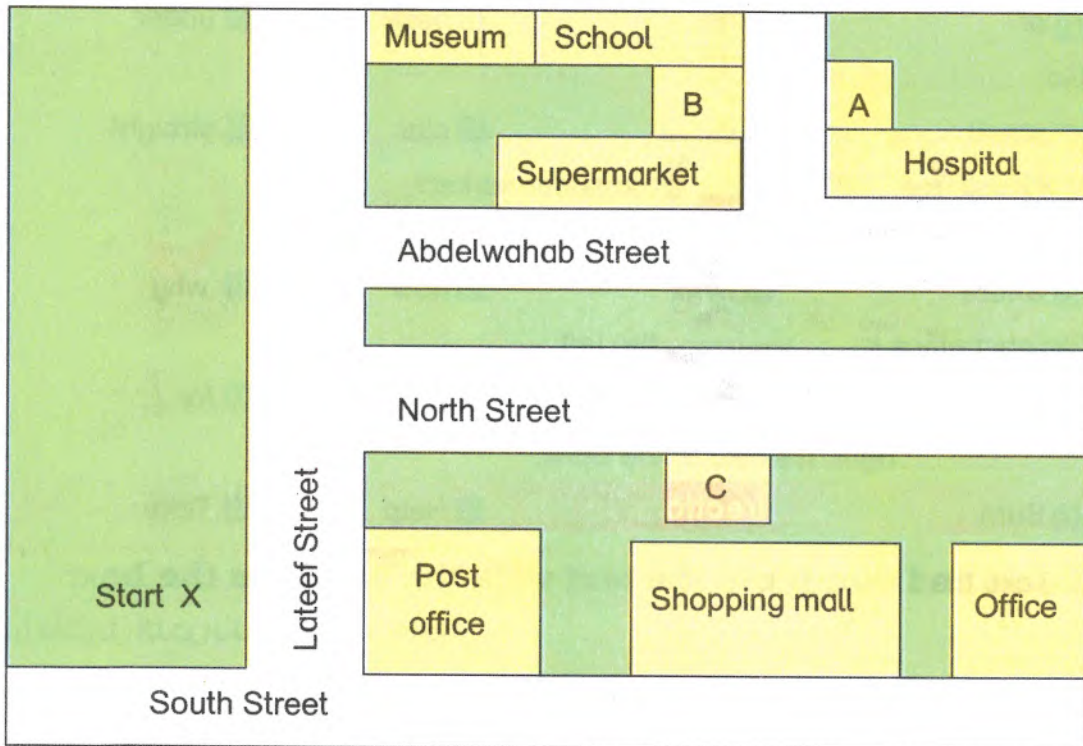 Museum
School
B
A
Supermarket
Hospital
Abdelwahab Street
North Street
Lateef Street
C
Start X
Post
office
Shopping mall
Office
South Street